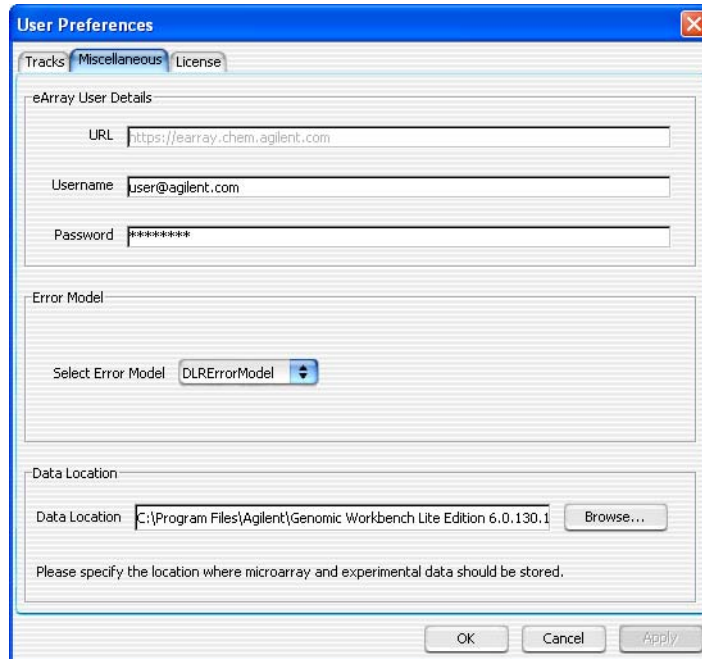 User Preferences
Tracks Miscellaneous License
eArray User Details
URL https://earray.chem.agilent.com
Username user@agilent.com
Password ********
Error Model
Select Error Model DLRErrorModel
Data Location
Data Location C:\Program Files\Agilent\Genomic Workbench Lite Edition 6.0.130.1 Browse...
Please specify the location where microarray and experimental data should be stored.
OK Cancel Apply